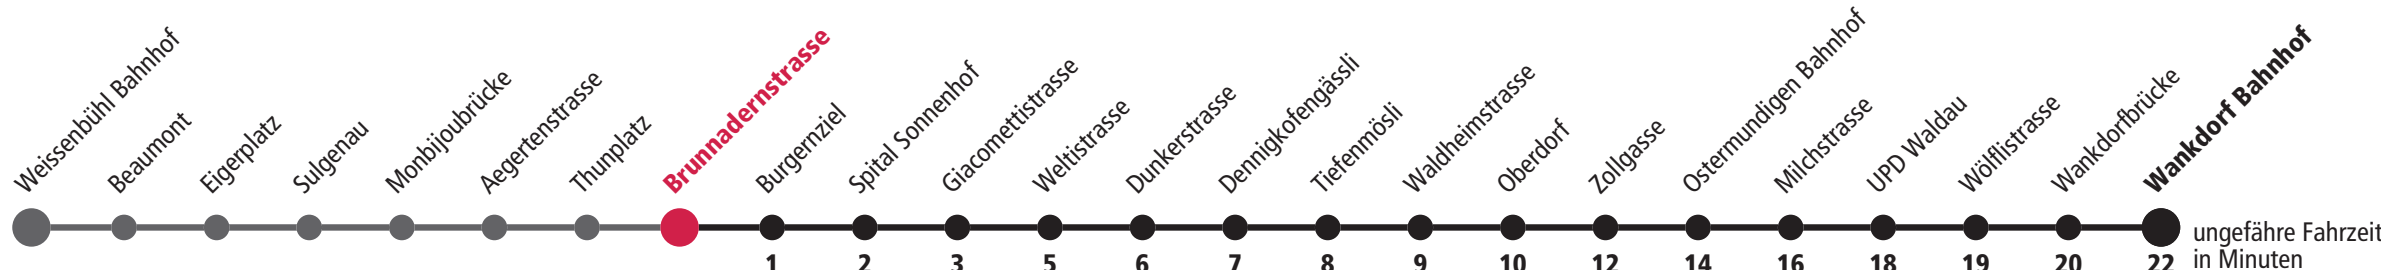 Weissenbühl Bahnhof
Beaumont
Eigerplatz
Sulgenau
Monbijoubrücke
Aegertenstrasse
Thunplatz
Brunnadernstrasse
Burgernziel
Spital Sonnenhof
Giacomettistrasse
Weltistrasse
Dunkerstrasse
Dennigkofengässli
Tiefenmösli
Waldheimstrasse
Oberdorf
Zollgasse
Ostermundigen Bahnhof
Milchstrasse
UPD Waldau
Wölflistrasse
Wankdorfbrücke
Wankdorf Bahnhof
ungefähre Fahrzeit
1 2 3 5 6 7 8 9 10 12 14 16 18 19 20 22 in Minuten